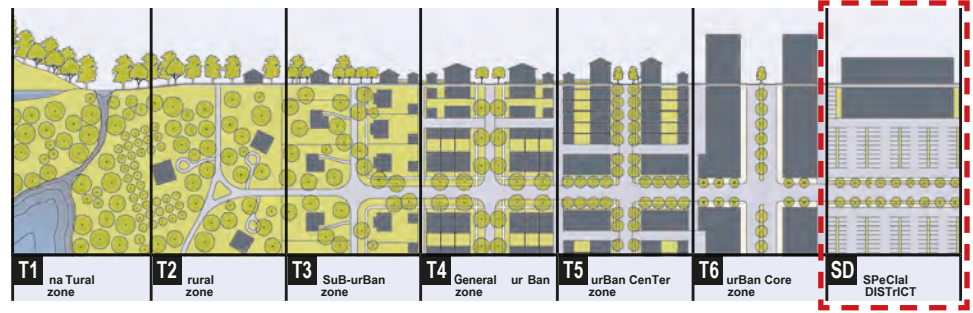 T1 na Tural
zone
T2 rural
zone
T3 SuB-urBan
zone
T4 General ur Ban
zone
T5 urBan CenTer
zone
T6 urBan Core
zone
SD SPeClal
DISTrICT